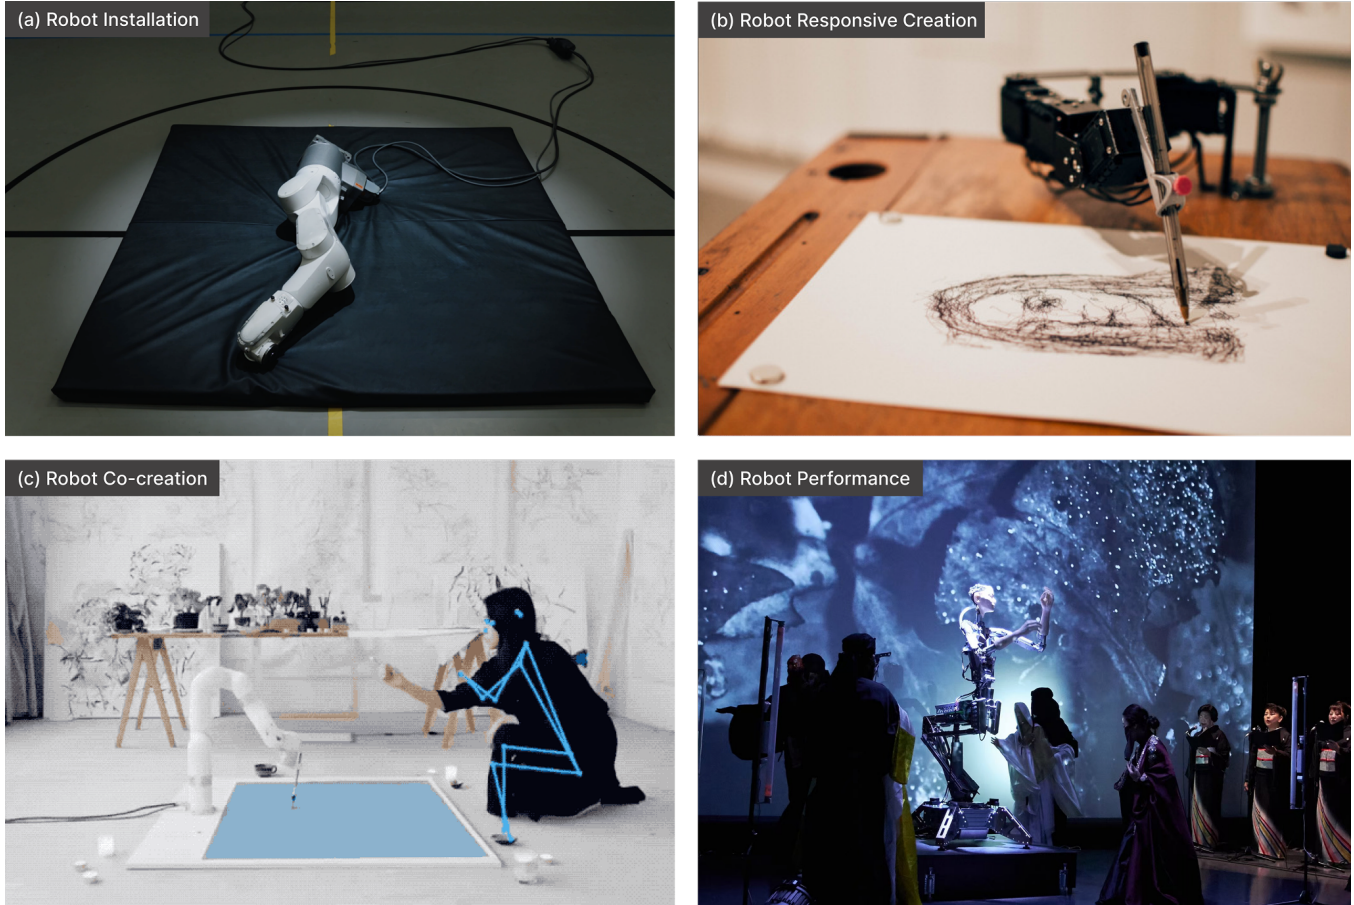 (a) Robot Installation
(b) Robot Responsive Creation
(c) Robot Co-creation
(d) Robot Performance